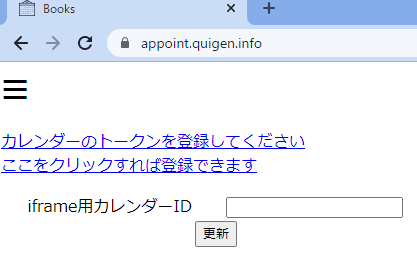 Books
appoint.quigen.info
カレンダーのトークンを登録してください
ここをクリックすれば登録できます
iframe用カレンダーID
更新